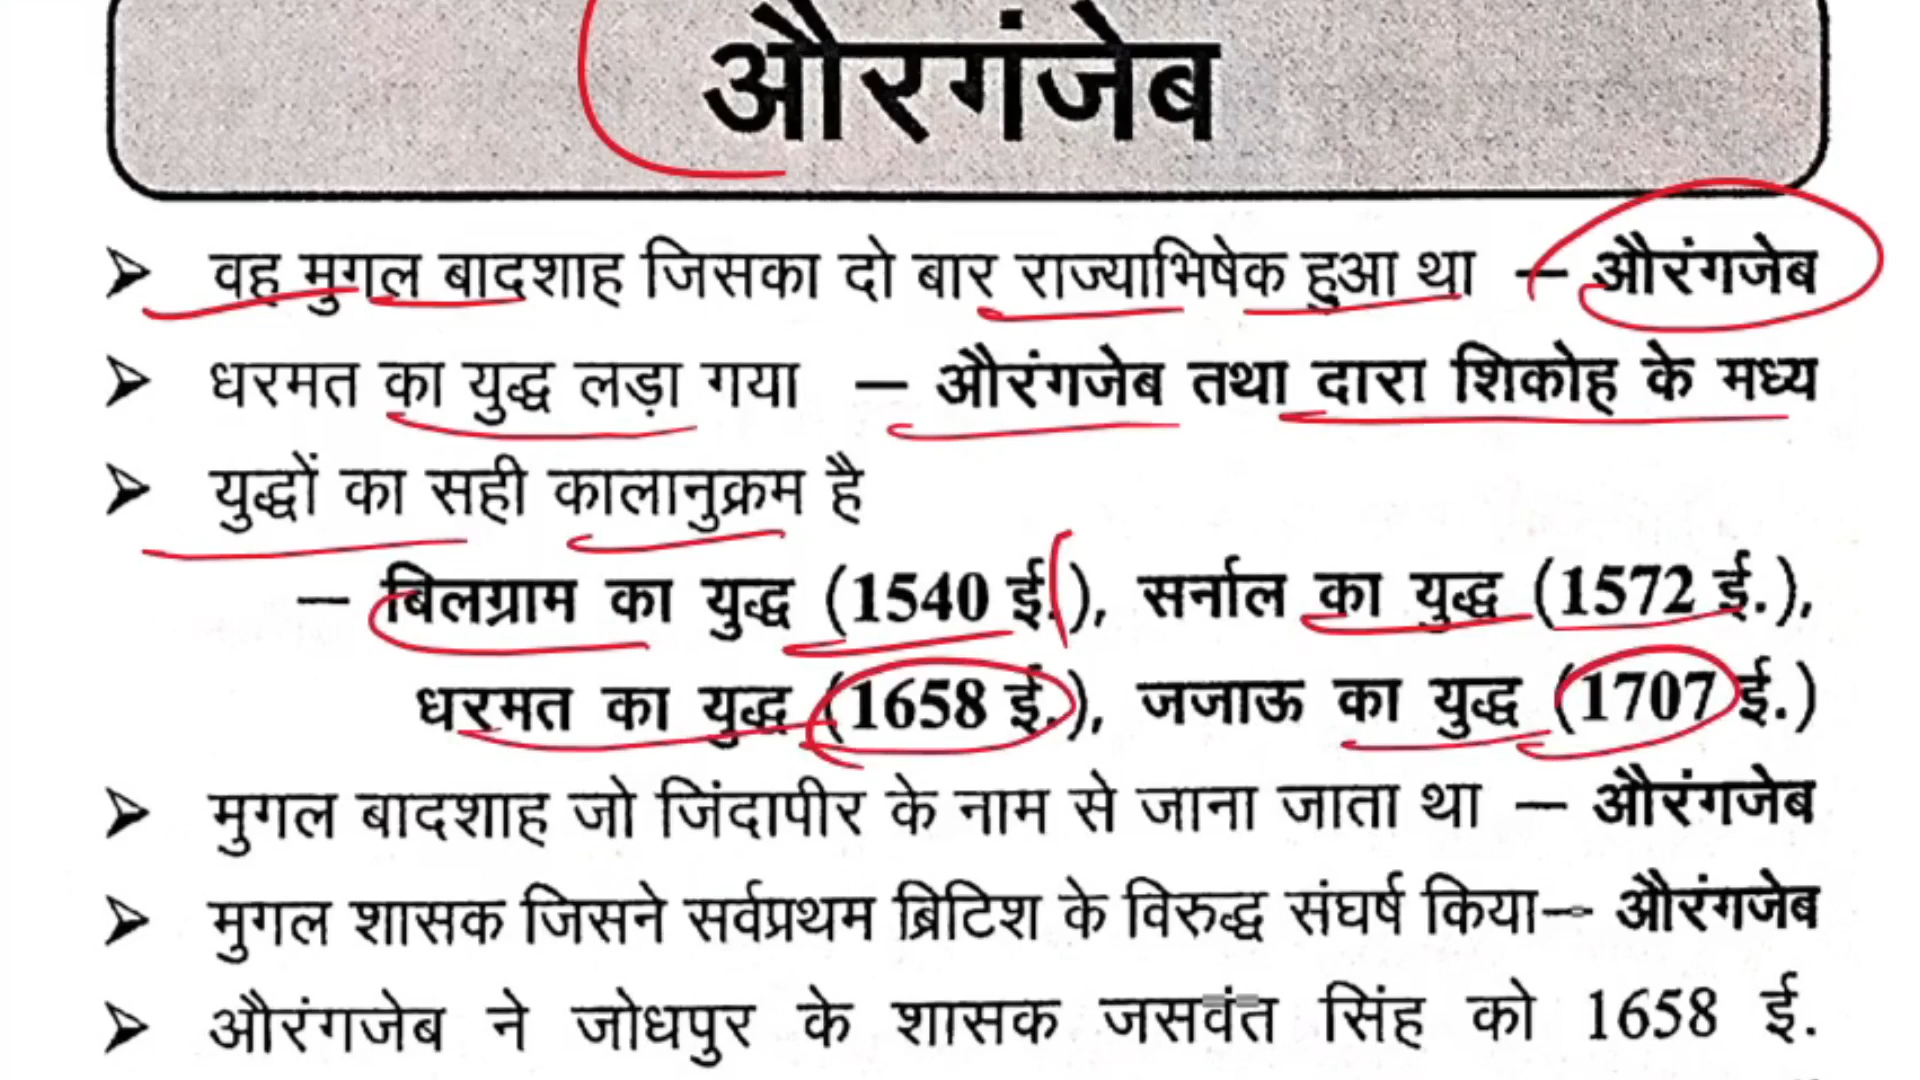 औरगंजेब
➢ वह मुगल बादशाह जिसका दो बार राज्याभिषेक हुआ था – औरंगजेब
➢ धरमत का युद्ध लड़ा गया – औरंगजेब तथा दारा शिकोह के मध्य
➢ युद्धों का सही कालानुक्रम है
– बिलग्राम का युद्ध (1540 ई.), सर्नाल का युद्ध (1572 ई.),
धरमत का युद्ध (1658 ई.), जजाऊ का युद्ध (1707 ई.)
➢ मुगल बादशाह जो जिंदापीर के नाम से जाना जाता था – औरंगजेब
➢ मुगल शासक जिसने सर्वप्रथम ब्रिटिश के विरुद्ध संघर्ष किया– औरंगजेब
➢ औरंगजेब ने जोधपुर के शासक जसवंत सिंह को 1658 ई.